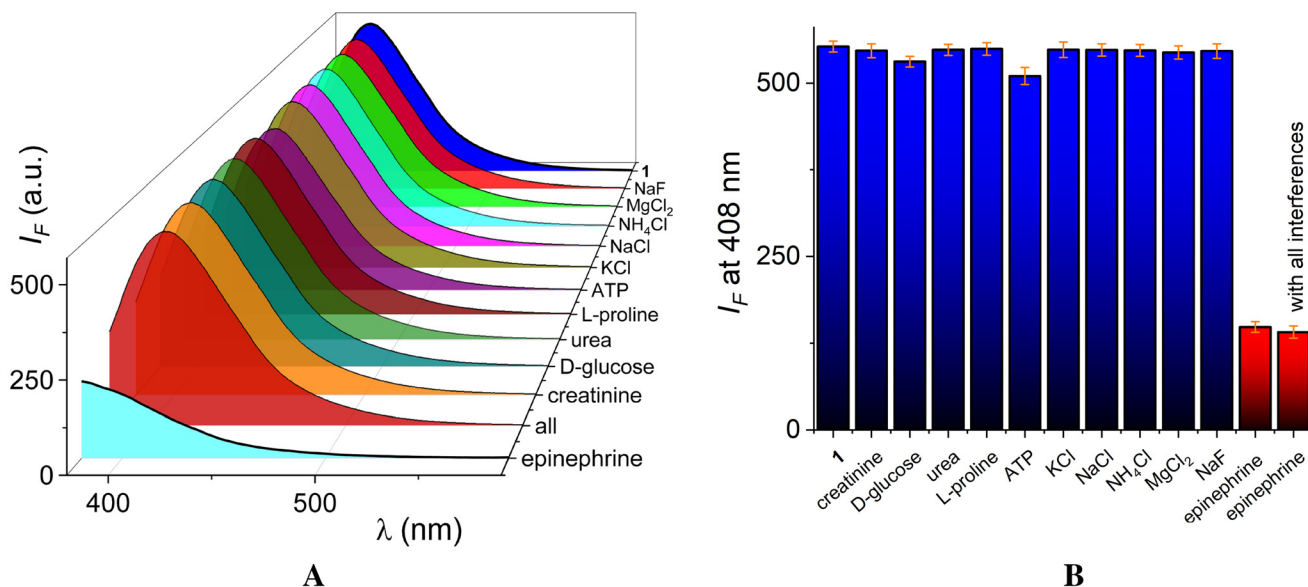 500
250
0
I_F (a.u.)
400
500
λ (nm)
1
NaF
MgCl₂
NH₄Cl
NaCl
KCl
ATP
L-proline
urea
D-glucose
creatinine
all
epinephrine
A
500
250
0
I_F at 408 nm
with all interferences
1
creatinine
D-glucose
urea
L-proline
ATP
KCl
NaCl
NH₄Cl
MgCl₂
NaF
epinephrine
epinephrine
B